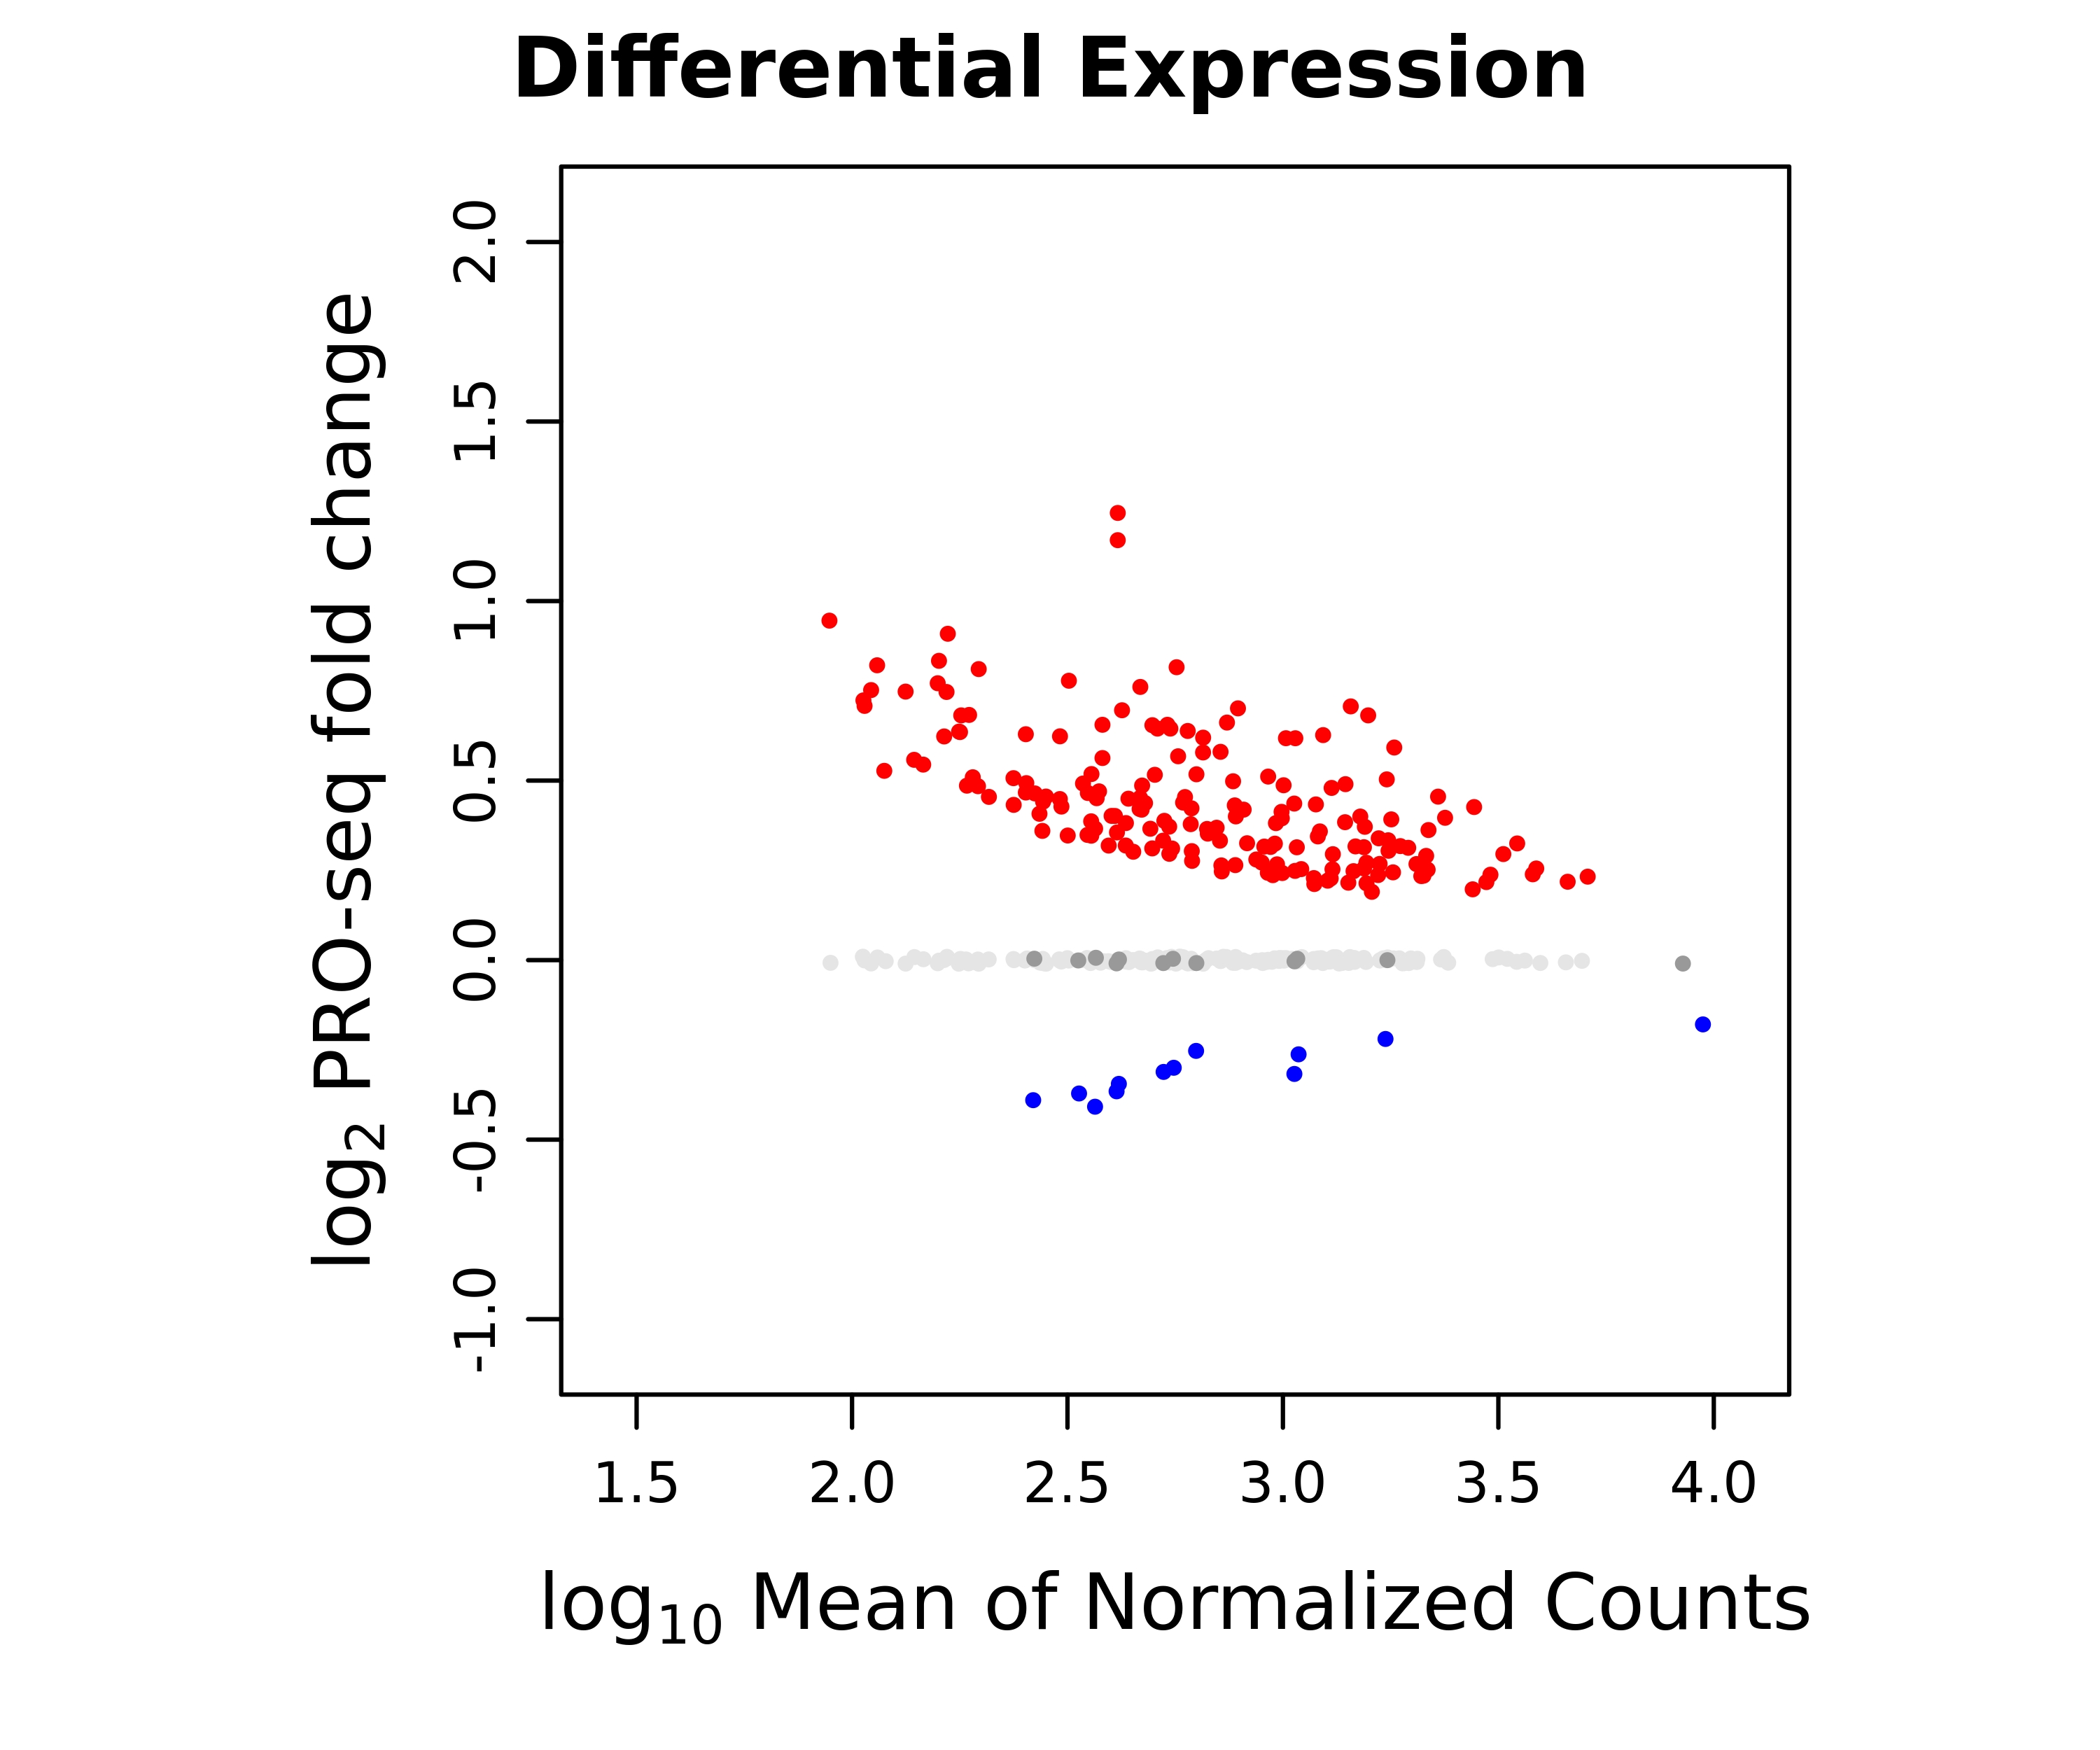 Differential Expression
log₂ PRO-seq fold change
2.0
1.5
1.0
0.5
0.0
-0.5
-1.0
1.5 2.0 2.5 3.0 3.5 4.0
log₁₀ Mean of Normalized Counts